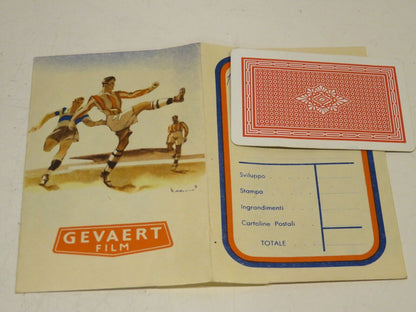 GEVAERT
FILM
Sviluppo
Stampa
Ingrandimenti
Cartoline Postali
TOTALE